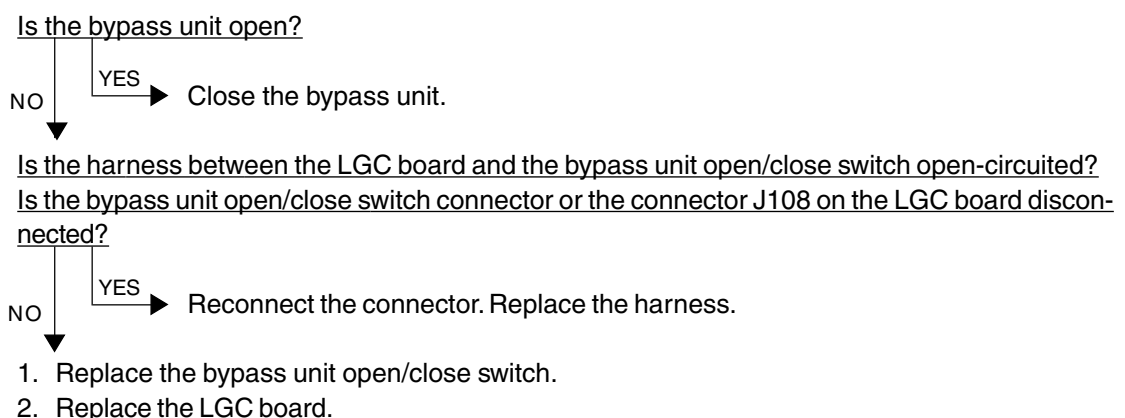 Is the bypass unit open?
YES
NO
Close the bypass unit.
Is the harness between the LGC board and the bypass unit open/close switch open-circuited?
Is the bypass unit open/close switch connector or the connector J108 on the LGC board discon-
nected?
YES
NO
Reconnect the connector. Replace the harness.
1. Replace the bypass unit open/close switch.
2. Replace the LGC board.